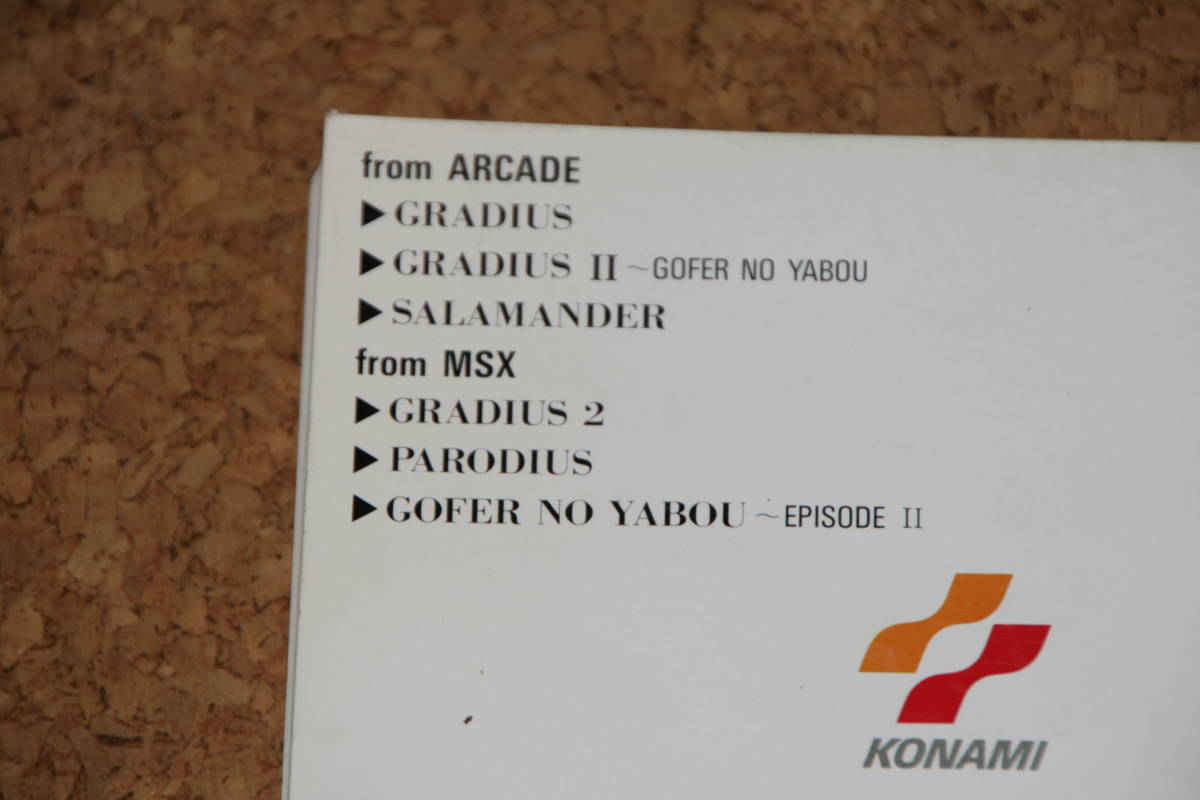 from ARCADE
▶GRADIUS
▶GRADIUS II ~GOFER NO YABOU
▶SALAMANDER
from MSX
▶GRADIUS 2
▶PARODIUS
▶GOFER NO YABOU ~EPISODE II
KONAMI